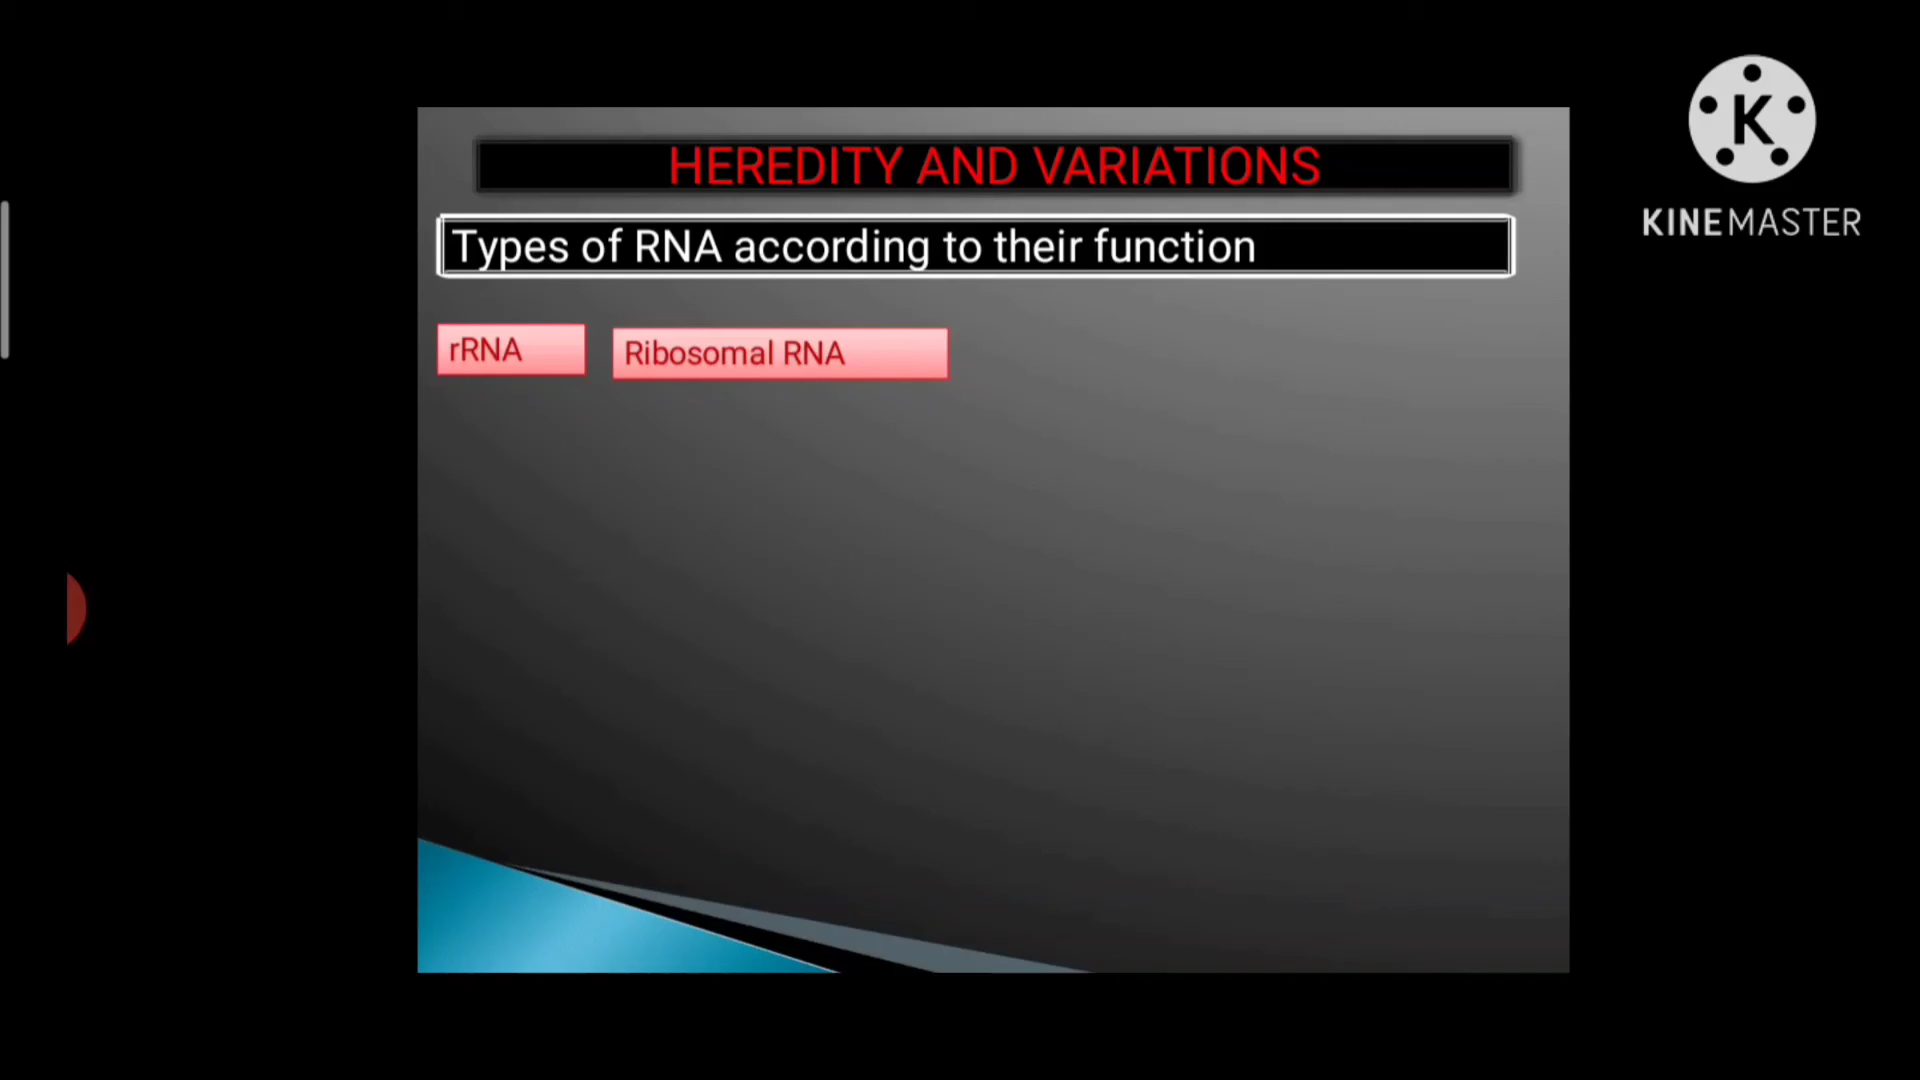 HEREDITY AND VARIATIONS
Types of RNA according to their function
rRNA
Ribosomal RNA
K
KINEMASTER